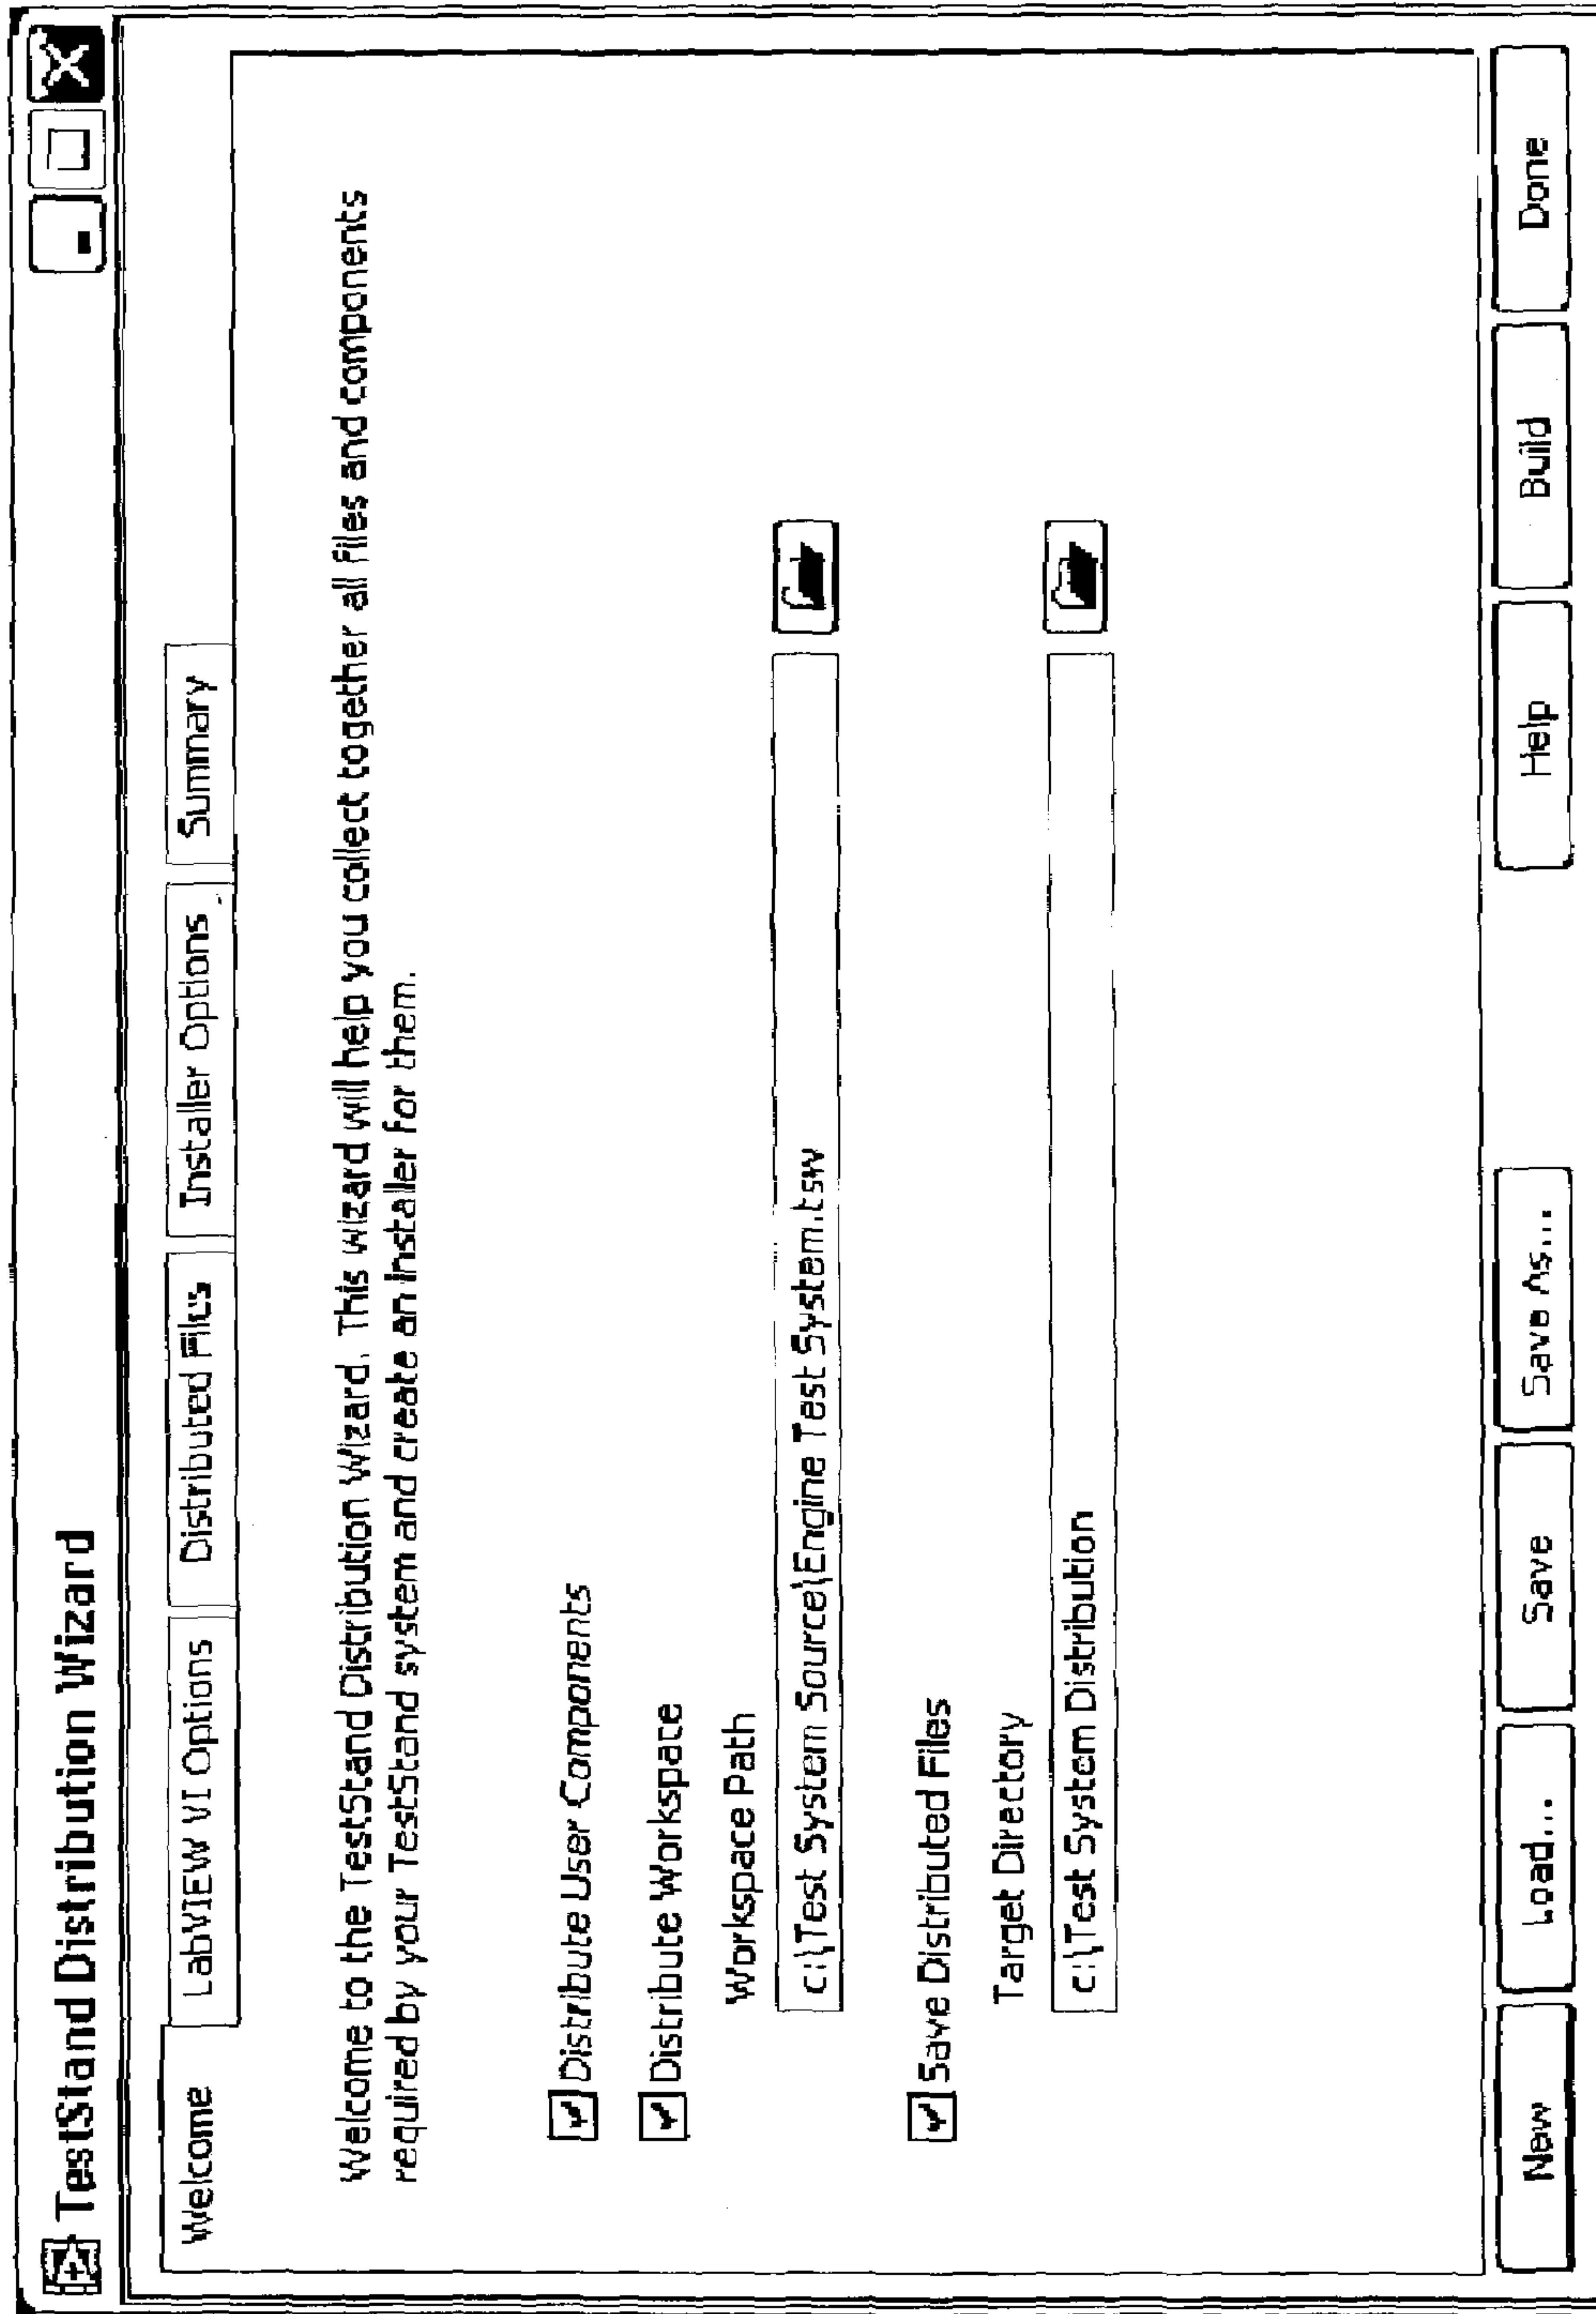 TestStand Distribution Wizard
Welcome LabVIEW VI Options Distributed Files Installer Options Summary
Welcome to the TestStand Distribution Wizard. This wizard will help you collect together all files and components
required by your TestStand system and create an installer for them.
Distribute User Components
Distribute Workspace
Workspace Path
c:\Test System Source\Engine Test System.tsw
Save Distributed Files
Target Directory
c:\Test System Distribution
New Load... Save Save As... Help Build Done